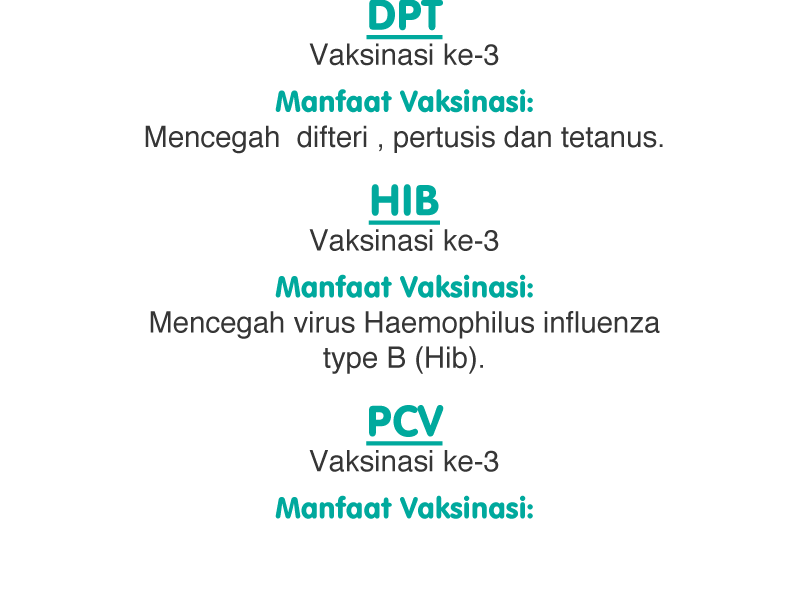 DPT
Vaksinasi ke-3
Manfaat Vaksinasi:
Mencegah  difteri , pertusis dan tetanus.
HIB
Vaksinasi ke-3
Manfaat Vaksinasi:
Mencegah virus Haemophilus influenza
type B (Hib).
PCV
Vaksinasi ke-3
Manfaat Vaksinasi: